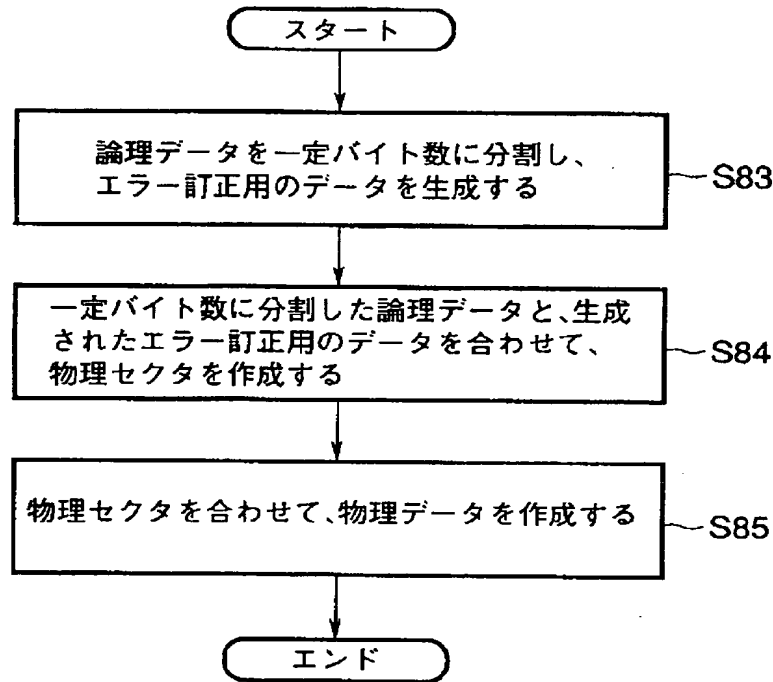 スタート
論理データを一定バイト数に分割し、
エラー訂正用のデータを生成する
S83
一定バイト数に分割した論理データと、生成
されたエラー訂正用のデータを合わせて、
物理セクタを作成する
S84
物理セクタを合わせて、物理データを作成する
S85
エンド